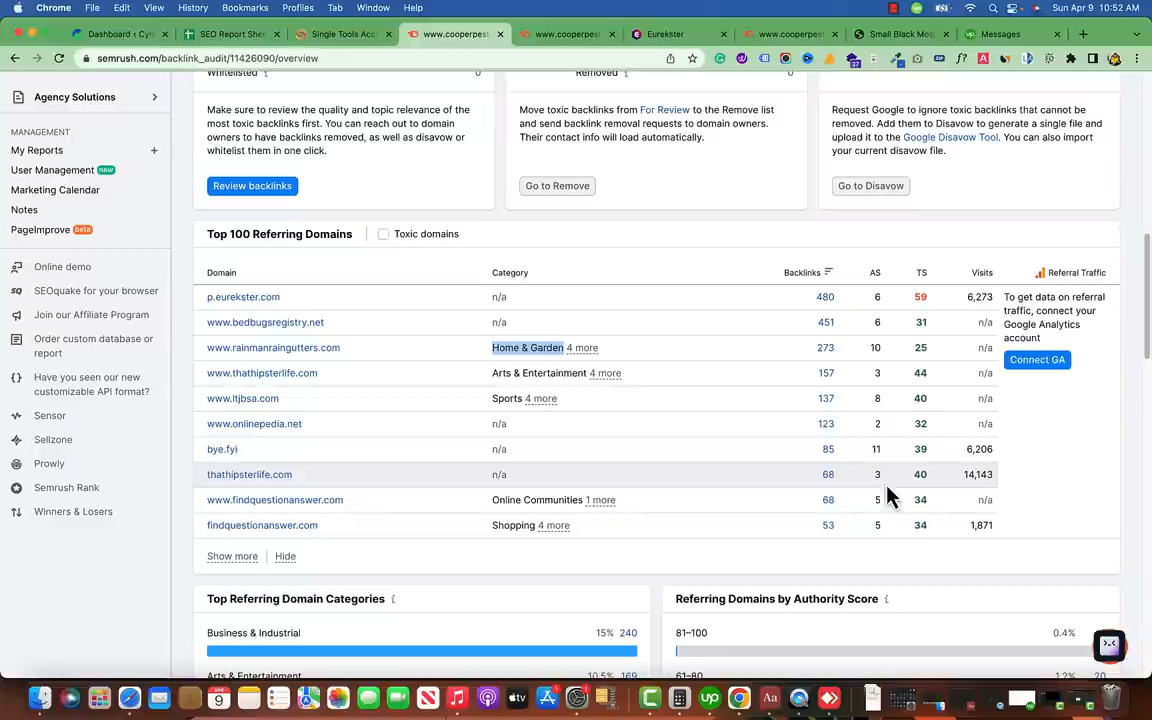 Chrome File Edit View History Bookmarks Profiles Tab Window Help Sun Apr 9 10:52 AM
Dashboard ‹ Cyn SEO Report She Single Tools Acc www.cooperpest www.cooperpes Eurekster www.cooperpes Small Black Mos Messages
semrush.com/backlink_audit/11426090/overview
Agency Solutions
MANAGEMENT
My Reports
User Management new
Marketing Calendar
Notes
PageImprove beta
Online demo
SEOquake for your browser
Join our Affiliate Program
Order custom database or
report
Have you seen our new
customizable API format?
Sensor
Sellzone
Prowly
Semrush Rank
Winners & Losers
Whitelisted 0
Make sure to review the quality and topic relevance of the
most toxic backlinks first. You can reach out to domain
owners to have backlinks removed, as well as disavow or
whitelist them in one click.
Review backlinks
Removed 0
Move toxic backlinks from For Review to the Remove list
and send backlink removal requests to domain owners.
Their contact info will load automatically.
Go to Remove
Request Google to ignore toxic backlinks that cannot be
removed. Add them to Disavow to generate a single file and
upload it to the Google Disavow Tool. You can also import
your current disavow file.
Go to Disavow
Top 100 Referring Domains Toxic domains
Domain Category Backlinks AS TS Visits Referral Traffic
p.eurekster.com n/a 480 6 59 6,273
www.bedbugsregistry.net n/a 451 6 31 n/a
www.rainmanraingutters.com Home & Garden 4 more 273 10 25 n/a
www.thathipsterlife.com Arts & Entertainment 4 more 157 3 44 n/a
www.ltjbsa.com Sports 4 more 137 8 40 n/a
www.onlinepedia.net n/a 123 2 32 n/a
bye.fyi n/a 85 11 39 6,206
thathipsterlife.com n/a 68 3 40 14,143
www.findquestionanswer.com Online Communities 1 more 68 5 34 n/a
findquestionanswer.com Shopping 4 more 53 5 34 1,871
To get data on referral
traffic, connect your
Google Analytics
account
Connect GA
Show more Hide
Top Referring Domain Categories
Business & Industrial 15% 240
Arts & Entertainment 10.5% 169
Referring Domains by Authority Score
81–100 0.4%
61–80 1.2% 20